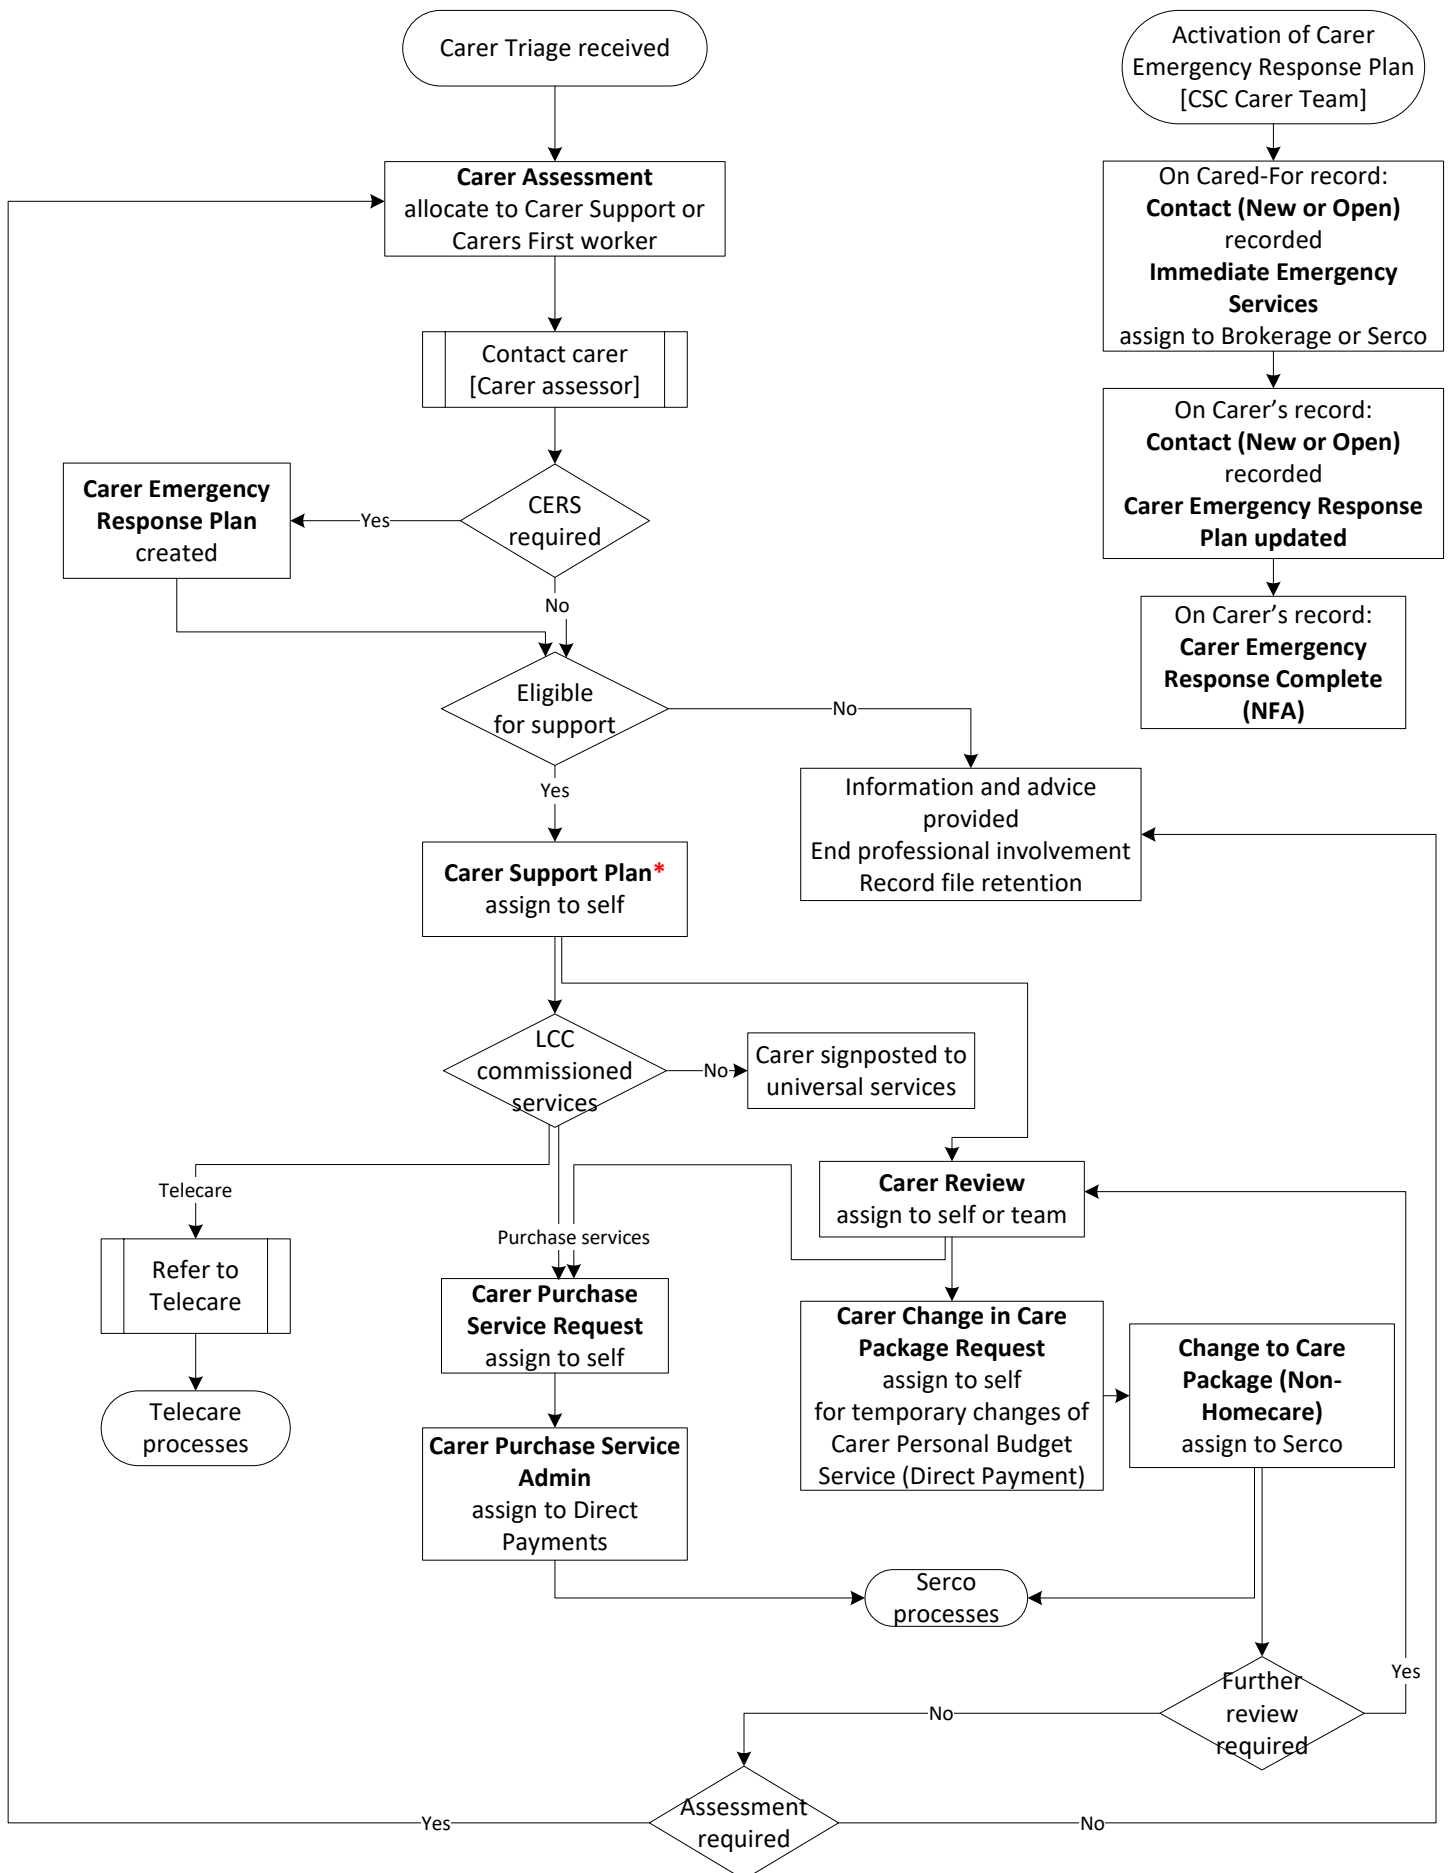 Carer Triage received
Activation of Carer
Emergency Response Plan
[CSC Carer Team]
Carer Assessment
allocate to Carer Support or
Carers First worker
On Cared-For record:
Contact (New or Open)
recorded
Immediate Emergency
Services
assign to Brokerage or Serco
Contact carer
[Carer assessor]
On Carer’s record:
Contact (New or Open)
recorded
Carer Emergency Response
Plan updated
Carer Emergency
Response Plan
created
Yes
CERS
required
No
On Carer’s record:
Carer Emergency
Response Complete
(NFA)
Eligible
for support
No
Yes
Information and advice
provided
End professional involvement
Record file retention
Carer Support Plan*
assign to self
LCC
commissioned
services
No
Carer signposted to
universal services
Telecare
Purchase services
Carer Review
assign to self or team
Refer to
Telecare
Carer Purchase
Service Request
assign to self
Carer Change in Care
Package Request
assign to self
for temporary changes of
Carer Personal Budget
Service (Direct Payment)
Change to Care
Package (Non-
Homecare)
assign to Serco
Telecare
processes
Carer Purchase Service
Admin
assign to Direct
Payments
Serco
processes
Further
review
required
Yes
No
Assessment
required
Yes
No